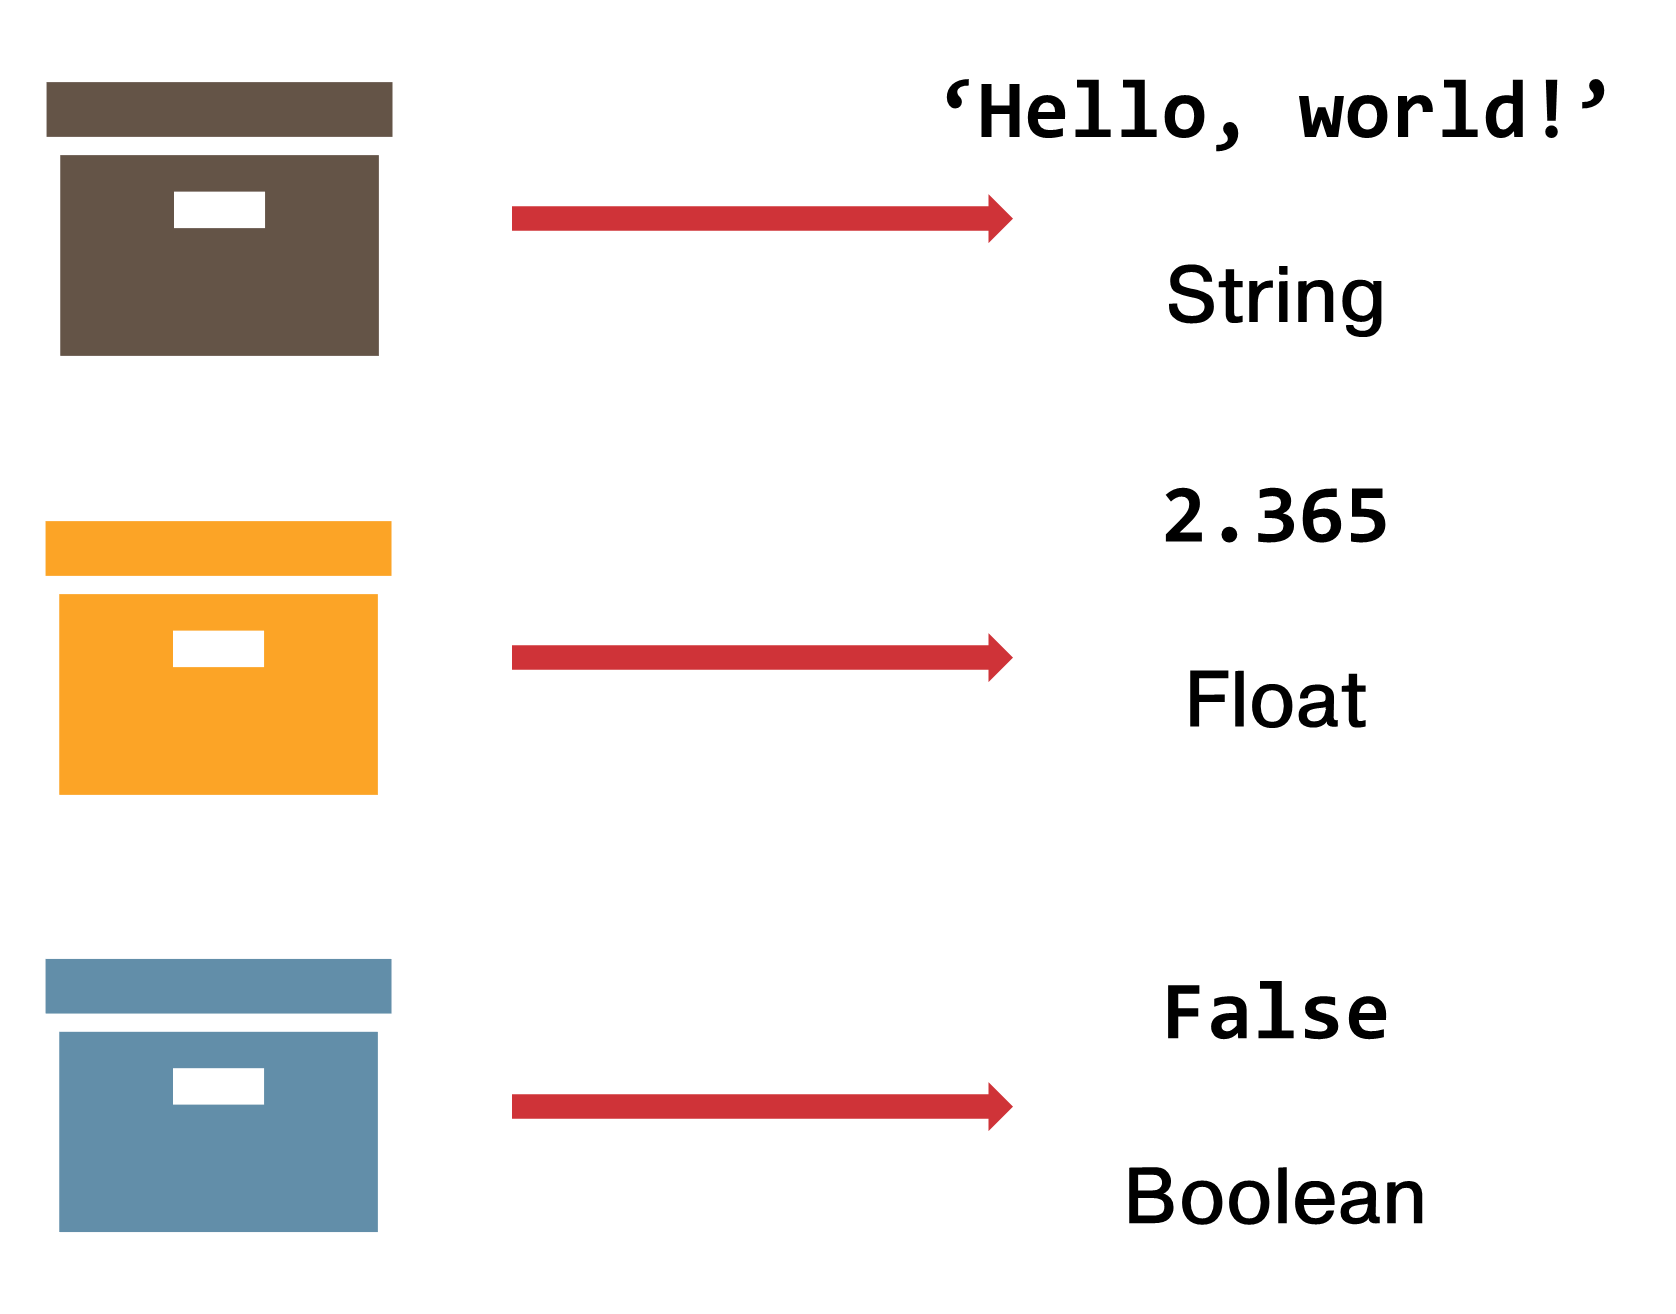 ‘Hello, world!’
String
2.365
Float
False
Boolean